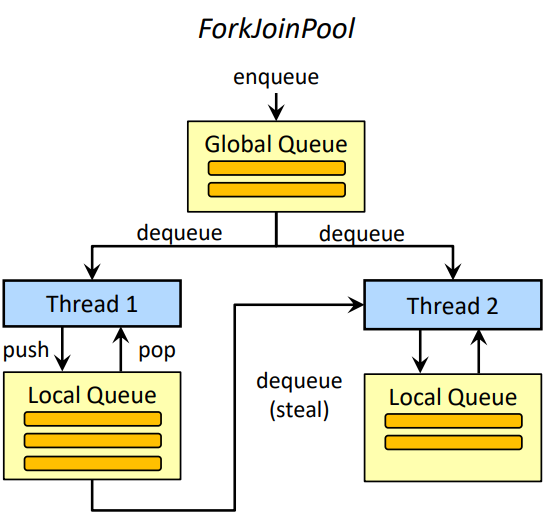 ForkJoinPool
enqueue
Global Queue
dequeue
dequeue
Thread 1
Thread 2
push
pop
Local Queue
dequeue
(steal)
Local Queue